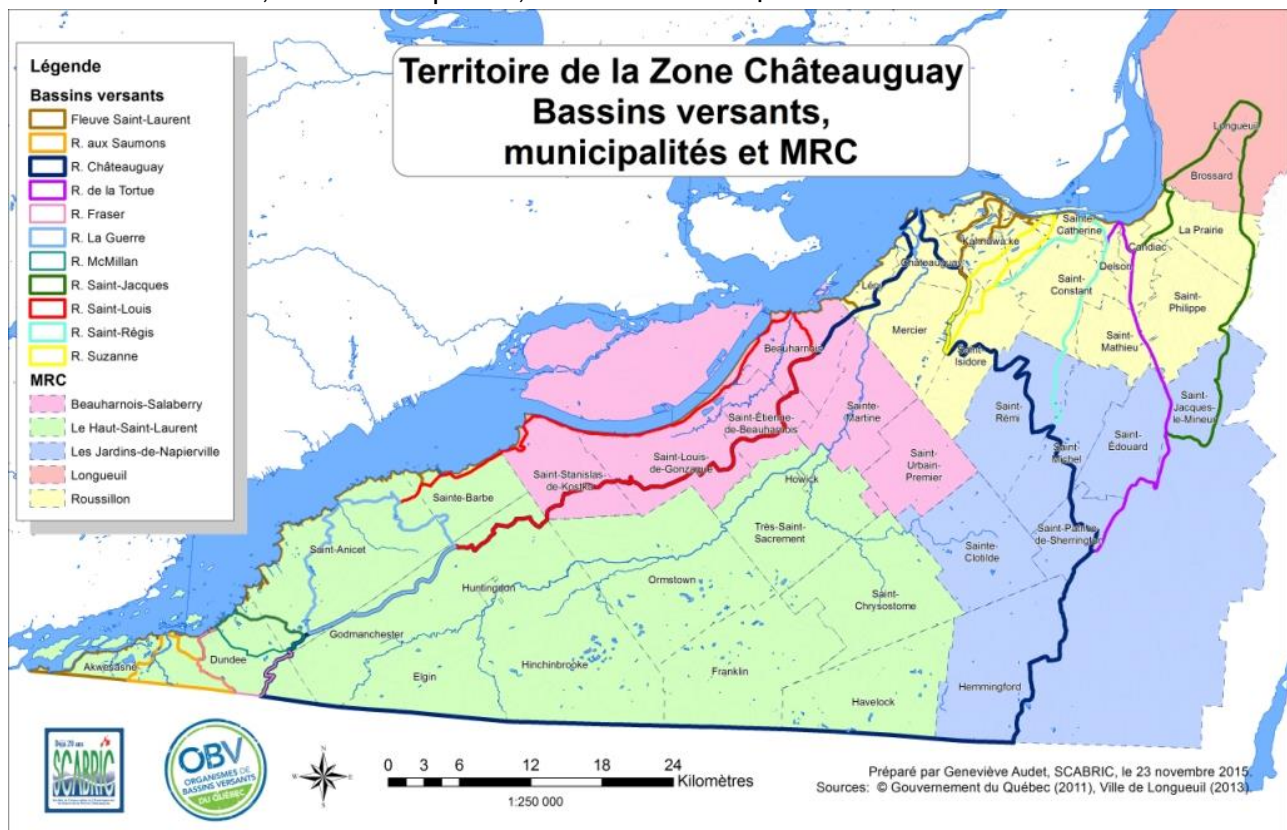 Territoire de la Zone Châteauguay
Bassins versants,
municipalités et MRC
Légende
Bassins versants
Fleuve Saint-Laurent
R. aux Saumons
R. Châteauguay
R. de la Tortue
R. Fraser
R. La Guerre
R. McMillan
R. Saint-Jacques
R. Saint-Louis
R. Saint-Régis
R. Suzanne
MRC
Beauharnois-Salaberry
Le Haut-Saint-Laurent
Les Jardins-de-Napierville
Longueuil
Roussillon
Longueuil
Brossard
Sainte-
Catherine
La Prairie
Candiac
Kahnawake
Delson
Châteauguay
Léry
Saint-
Constant
Saint-
Philippe
Mercier
Saint-
Mathieu
Saint-
Isidore
Beauharnois
Saint-
Jacques-
le-Mineur
Saint-
Rémi
Sainte-
Martine
Saint-Étienne-
de-Beauharnois
Saint-
Édouard
Saint-
Michel
Saint-Louis-
de-Gonzague
Saint-
Urbain-
Premier
Saint-Stanislas
de-Kostka
Howick
Sainte-Barbe
Très-Saint-
Sacrement
Saint-Patrice
de-Sherrington
Sainte-
Clotilde
Saint-Anicet
Ormstown
Huntingdon
Saint-
Chrysostome
Godmanchester
Dundee
Akwesasne
Hinchinbrooke
Elgin
Franklin
Hemmingford
Havelock
Déjà 20 ans
SCABRIC
OBV
ORGANISMES DE
BASSINS VERSANTS
DU QUÉBEC
N
W E
S
0 3 6 12 18 24
Kilomètres
1:250 000
Préparé par Geneviève Audet, SCABRIC, le 23 novembre 2015.
Sources: © Gouvernement du Québec (2011), Ville de Longueuil (2013)